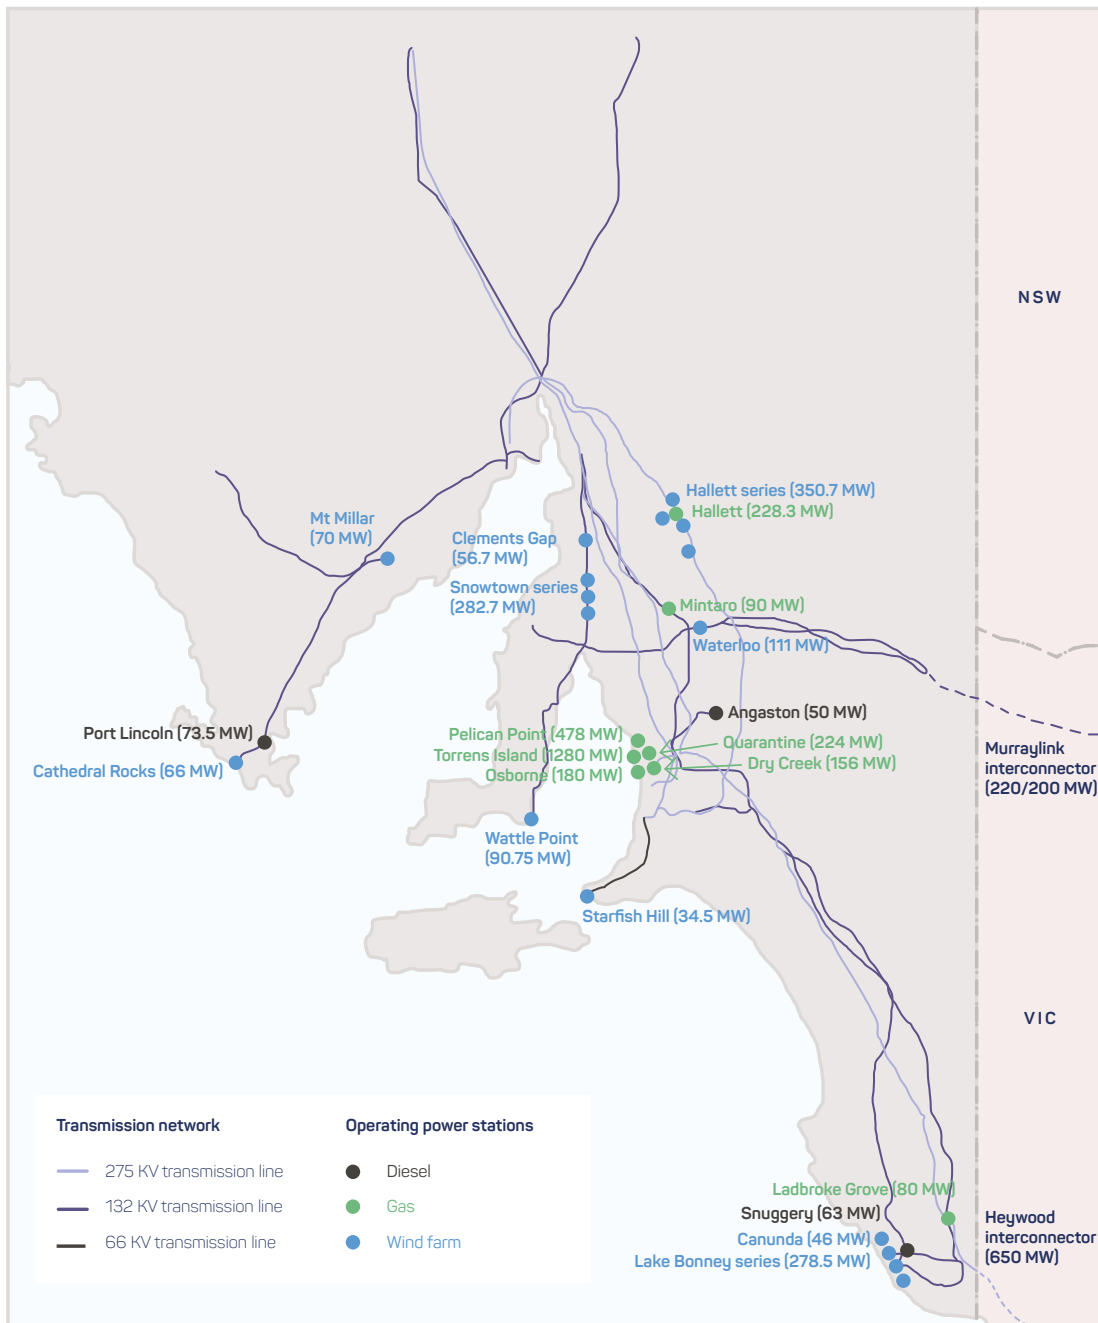 NSW
Hallett series (350.7 MW)
Hallett (228.3 MW)
Mt Millar
(70 MW)
Clements Gap
(56.7 MW)
Snowtown series
(282.7 MW)
Mintaro (90 MW)
Waterloo (111 MW)
Angaston (50 MW)
Port Lincoln (73.5 MW)
Cathedral Rocks (66 MW)
Pelican Point (478 MW)
Torrens Island (1280 MW)
Osborne (180 MW)
Quarantine (224 MW)
Dry Creek (156 MW)
Murraylink
interconnector
(220/200 MW)
Wattle Point
(90.75 MW)
Starfish Hill (34.5 MW)
VIC
Transmission network
275 KV transmission line
132 KV transmission line
66 KV transmission line
Operating power stations
Diesel
Gas
Wind farm
Ladbroke Grove (80 MW)
Snuggery (63 MW)
Canunda (46 MW)
Lake Bonney series (278.5 MW)
Heywood
interconnector
(650 MW)